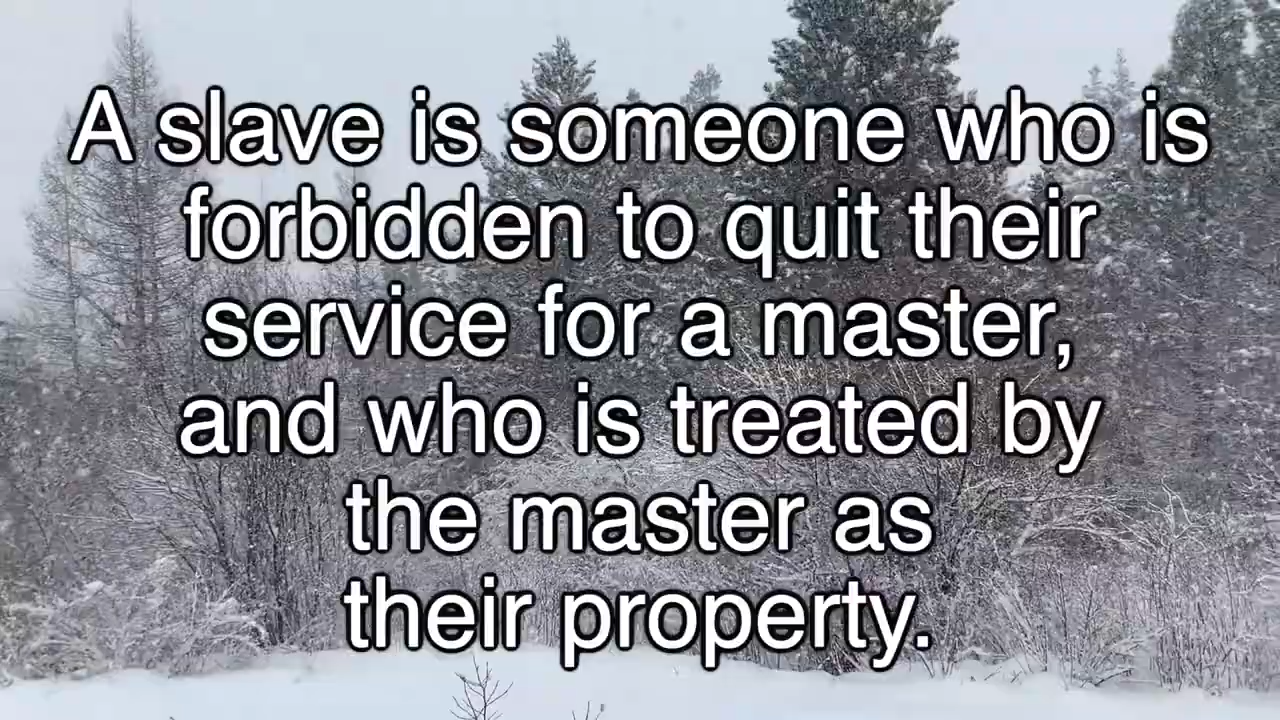 A slave is someone who is
forbidden to quit their
service for a master,
and who is treated by
the master as
their property.